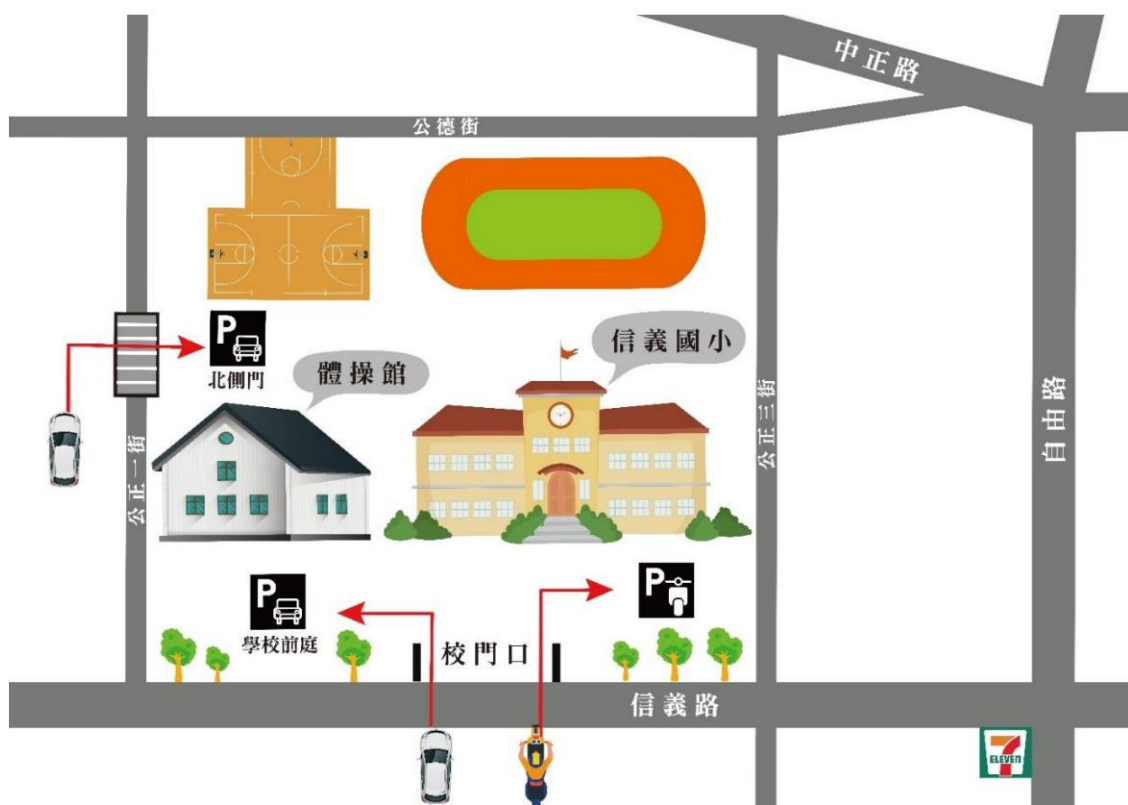 中正路
公德街
信義國小
P
北側門
體操館
公正一街
公正三街
自由路
P
學校前庭
P
校門口
信義路
7
ELEVEN